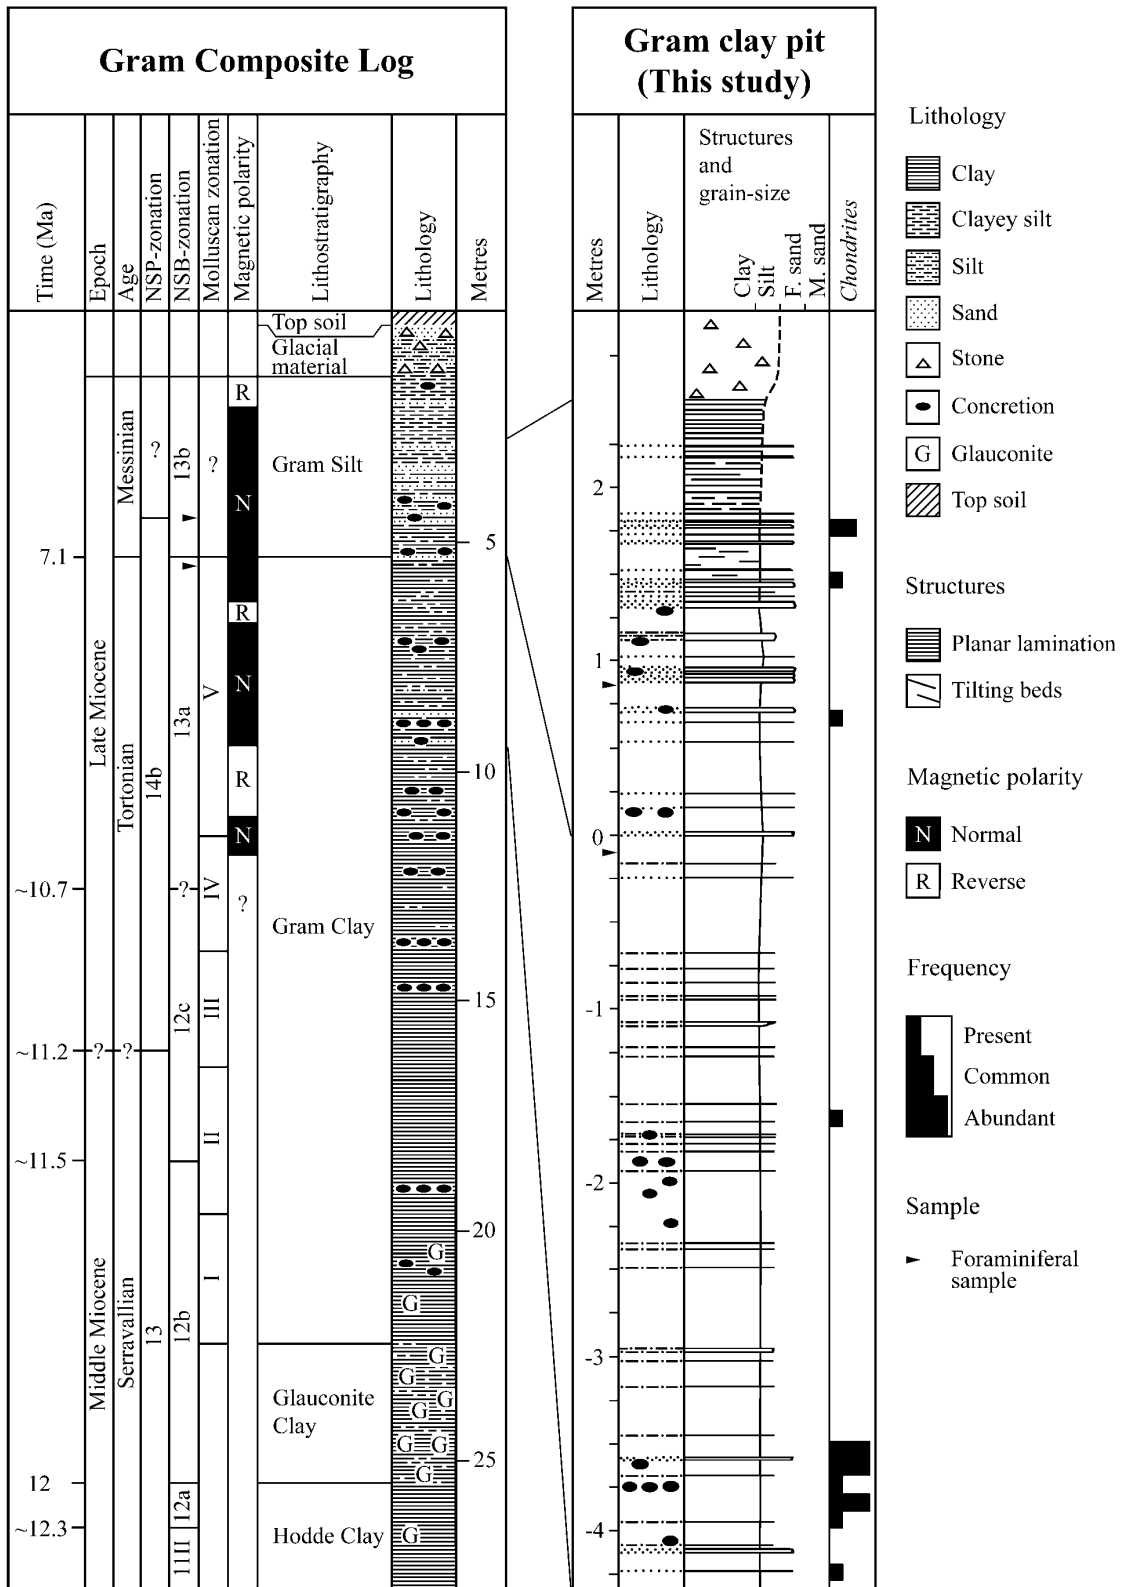 Gram Composite Log
Time (Ma)
Epoch
Age
NSP-zonation
NSB-zonation
Molluscan zonation
Magnetic polarity
Lithostratigraphy
Lithology
Metres
7.1
~10.7
~11.2
~11.5
12
~12.3
Late Miocene
?
Middle Miocene
Messinian
Tortonian
?
Serravallian
?
14b
13
13b
13a
?
12c
12b
12a
11II
?
V
IV
III
II
I
R
N
R
N
R
N
?
Top soil
Glacial
material
Gram Silt
Gram Clay
Glauconite
Clay
Hodde Clay
G
G
G
G
G
G
G
G
G
G
5
10
15
20
25
Gram clay pit
(This study)
Metres
Lithology
Structures
and
grain-size
Clay
Silt
F. sand
M. sand
Chondrites
2
1
0
-1
-2
-3
-4
Lithology
Clay
Clayey silt
Silt
Sand
Stone
Concretion
G Glauconite
Top soil
Structures
Planar lamination
Tilting beds
Magnetic polarity
N Normal
R Reverse
Frequency
Present
Common
Abundant
Sample
Foraminiferal
sample